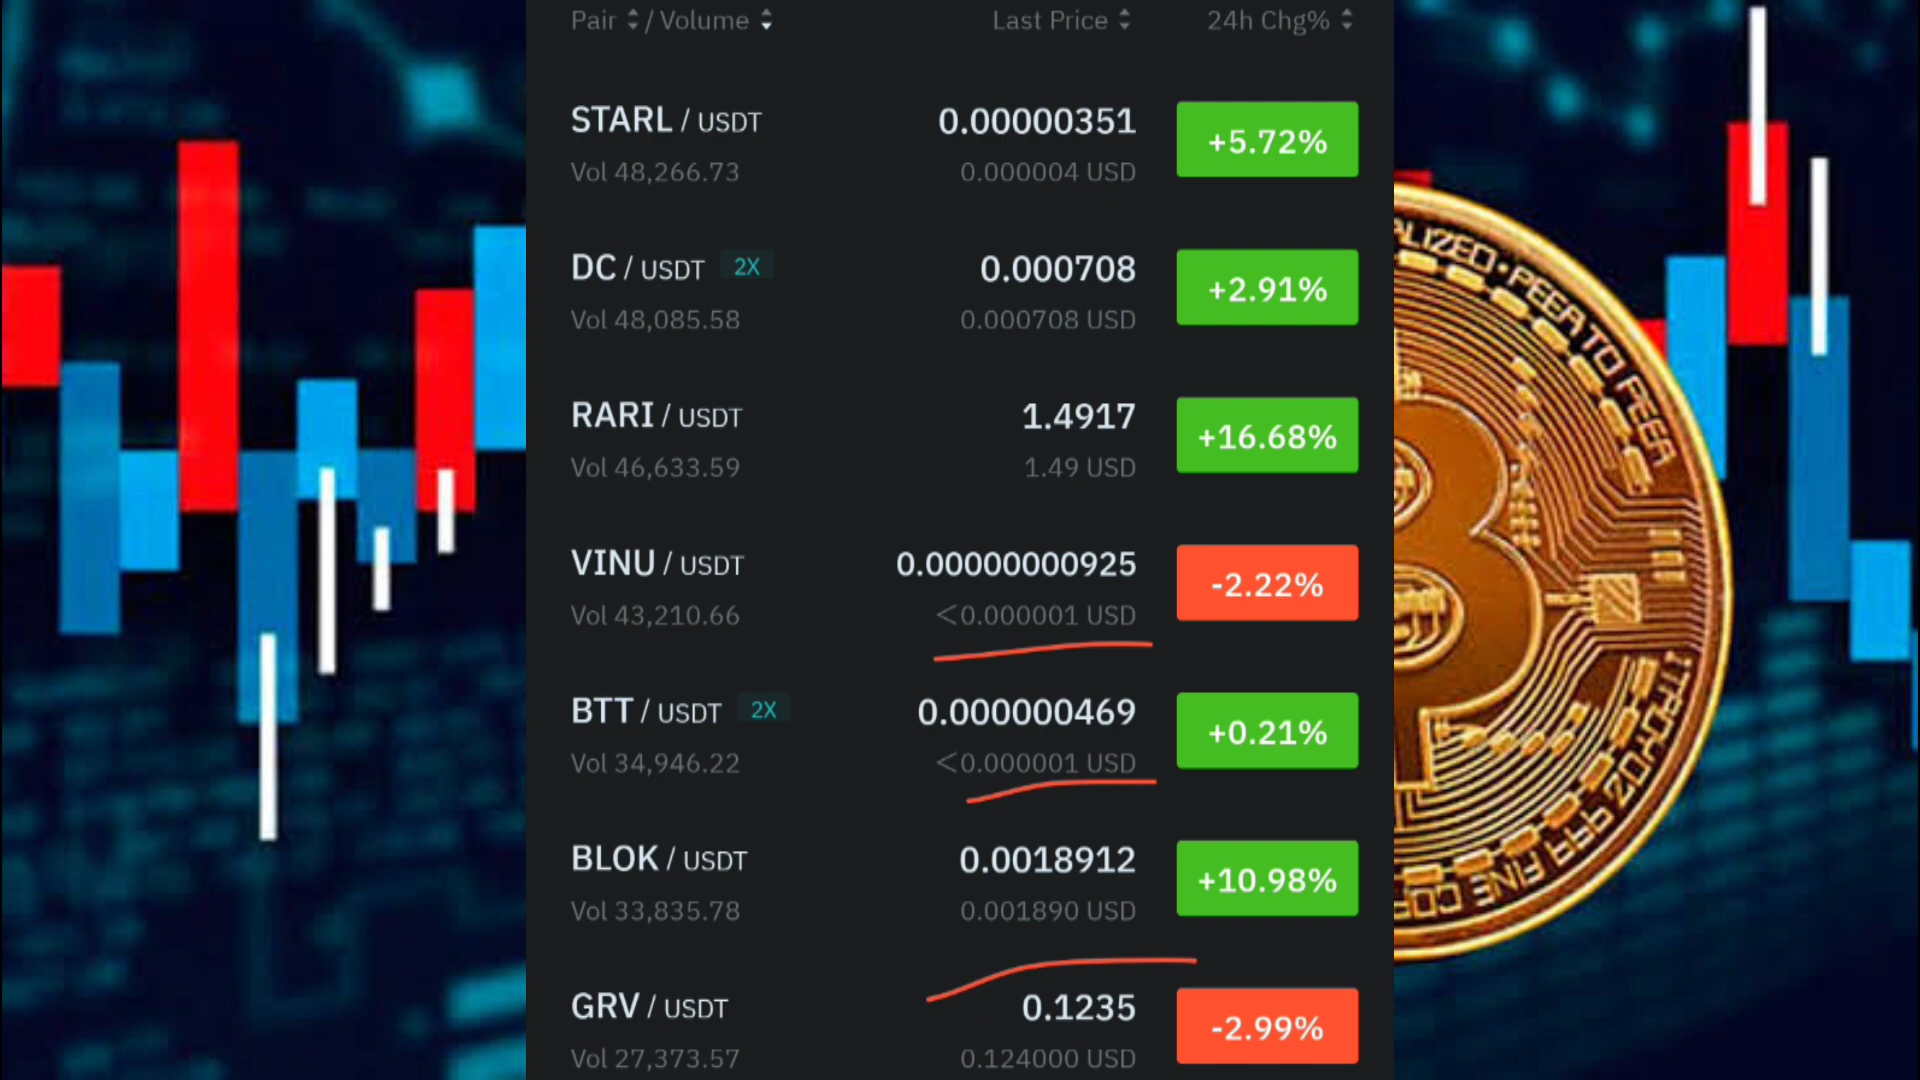 Pair / Volume Last Price 24h Chg%
STARL / USDT 0.00000351 +5.72%
Vol 48,266.73 0.000004 USD
DC / USDT 2X 0.000708 +2.91%
Vol 48,085.58 0.000708 USD
RARI / USDT 1.4917 +16.68%
Vol 46,633.59 1.49 USD
VINU / USDT 0.00000000925 -2.22%
Vol 43,210.66 <0.000001 USD
BTT / USDT 2X 0.000000469 +0.21%
Vol 34,946.22 <0.000001 USD
BLOK / USDT 0.0018912 +10.98%
Vol 33,835.78 0.001890 USD
GRV / USDT 0.1235 -2.99%
Vol 27,373.57 0.124000 USD
PEER TO PEER